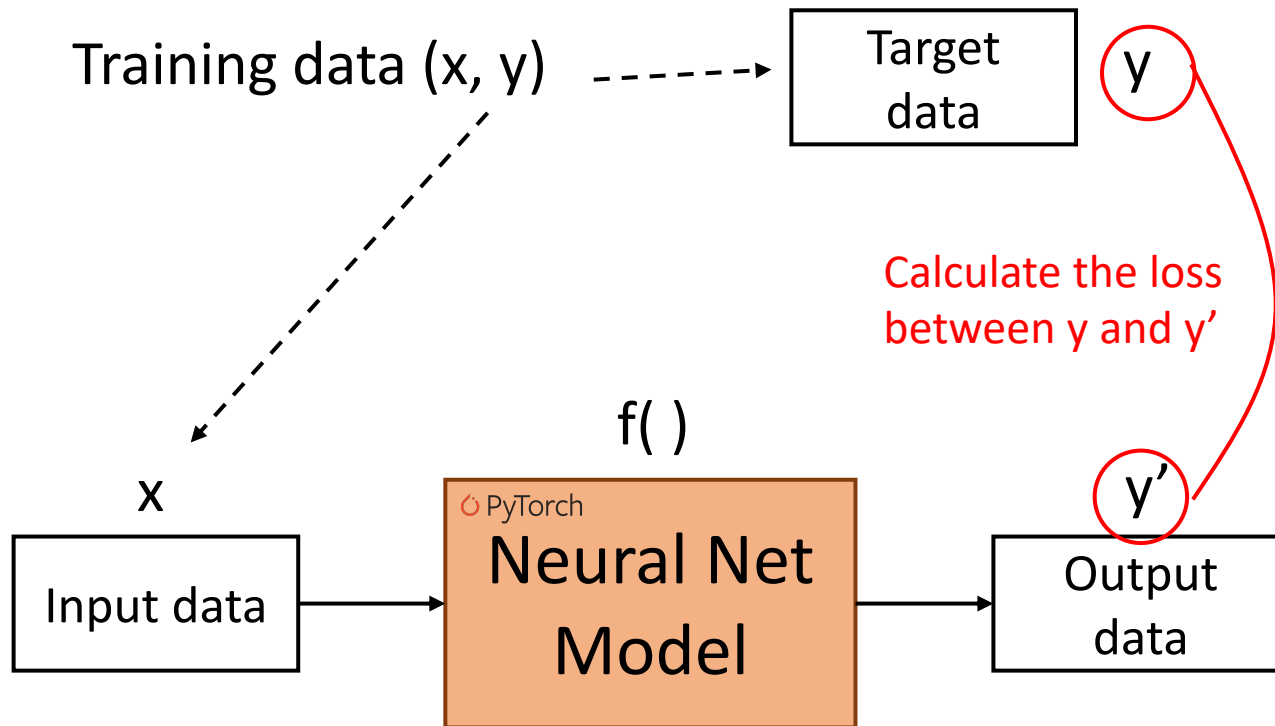 Training data (x, y)
Target
data
y
Calculate the loss
between y and y’
f( )
x
y’
PyTorch
Neural Net
Model
Input data
Output
data